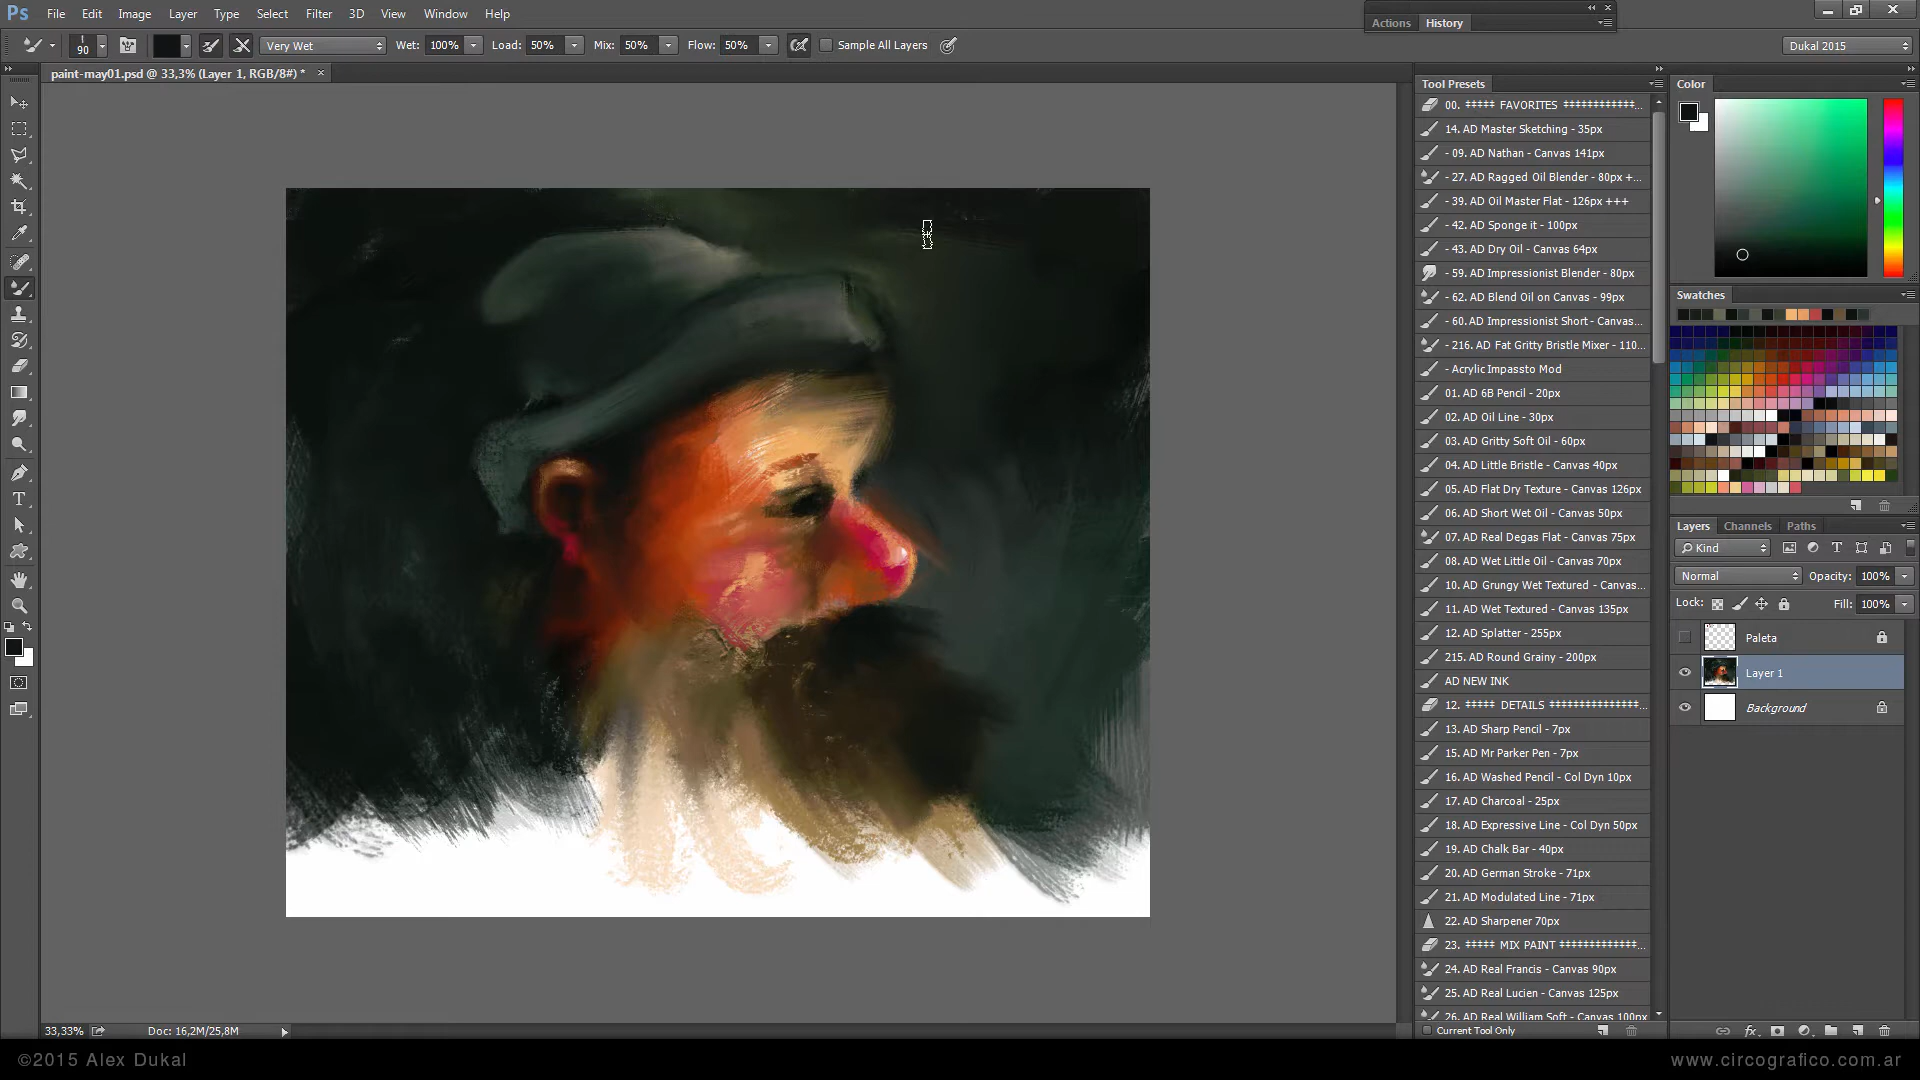 Ps File Edit Image Layer Type Select Filter 3D View Window Help
Actions History
90 Very Wet Wet: 100% Load: 50% Mix: 50% Flow: 50% Sample All Layers Dukal 2015
paint-may01.psd @ 33,3% (Layer 1, RGB/8#) * ×
Tool Presets
00. ***** FAVORITES
14. AD Master Sketching - 35px
- 09. AD Nathan - Canvas 141px
- 27. AD Ragged Oil Blender - 80px +...
- 39. AD Oil Master Flat - 126px +++
- 42. AD Sponge it - 100px
- 43. AD Dry Oil - Canvas 64px
- 59. AD Impressionist Blender - 80px
- 62. AD Blend Oil on Canvas - 99px
- 60. AD Impressionist Short - Canvas...
- 216. AD Fat Gritty Bristle Mixer - 110...
- Acrylic Impassto Mod
01. AD 6B Pencil - 20px
02. AD Oil Line - 30px
03. AD Gritty Soft Oil - 60px
04. AD Little Bristle - Canvas 40px
05. AD Flat Dry Texture - Canvas 126px
06. AD Short Wet Oil - Canvas 50px
07. AD Real Degas Flat - Canvas 75px
08. AD Wet Little Oil - Canvas 70px
10. AD Grungy Wet Textured - Canvas...
11. AD Wet Textured - Canvas 135px
12. AD Splatter - 255px
215. AD Round Grainy - 200px
AD NEW INK
12. ***** DETAILS
13. AD Sharp Pencil - 7px
15. AD Mr Parker Pen - 7px
16. AD Washed Pencil - Col Dyn 10px
17. AD Charcoal - 25px
18. AD Expressive Line - Col Dyn 50px
19. AD Chalk Bar - 40px
20. AD German Stroke - 71px
21. AD Modulated Line - 71px
22. AD Sharpener 70px
23. ***** MIX PAINT
24. AD Real Francis - Canvas 90px
25. AD Real Lucien - Canvas 125px
26. AD Real William Soft - Canvas 100px
Current Tool Only
Color
Swatches
Layers Channels Paths
Kind
Normal Opacity: 100%
Lock: Fill: 100%
Paleta
Layer 1
Background
33,33% Doc: 16,2M/25,8M
©2015 Alex Dukal www.circografico.com.ar